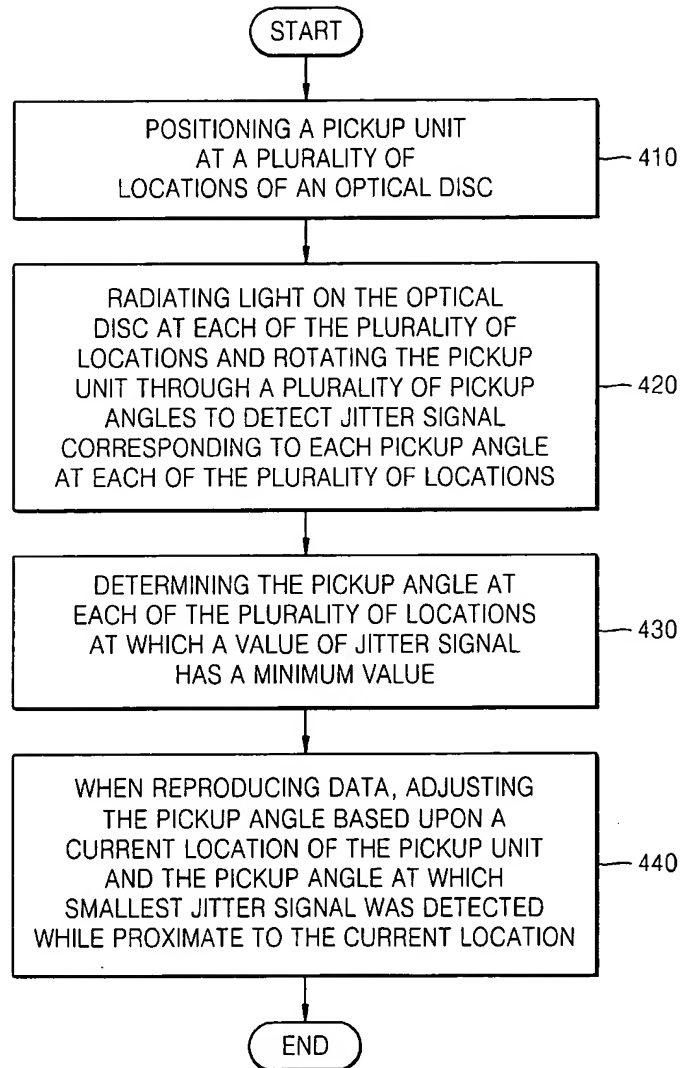 START
POSITIONING A PICKUP UNIT
AT A PLURALITY OF
LOCATIONS OF AN OPTICAL DISC
410
RADIATING LIGHT ON THE OPTICAL
DISC AT EACH OF THE PLURALITY OF
LOCATIONS AND ROTATING THE PICKUP
UNIT THROUGH A PLURALITY OF PICKUP
ANGLES TO DETECT JITTER SIGNAL
CORRESPONDING TO EACH PICKUP ANGLE
AT EACH OF THE PLURALITY OF LOCATIONS
420
DETERMINING THE PICKUP ANGLE AT
EACH OF THE PLURALITY OF LOCATIONS
AT WHICH A VALUE OF JITTER SIGNAL
HAS A MINIMUM VALUE
430
WHEN REPRODUCING DATA, ADJUSTING
THE PICKUP ANGLE BASED UPON A
CURRENT LOCATION OF THE PICKUP UNIT
AND THE PICKUP ANGLE AT WHICH
SMALLEST JITTER SIGNAL WAS DETECTED
WHILE PROXIMATE TO THE CURRENT LOCATION
440
END